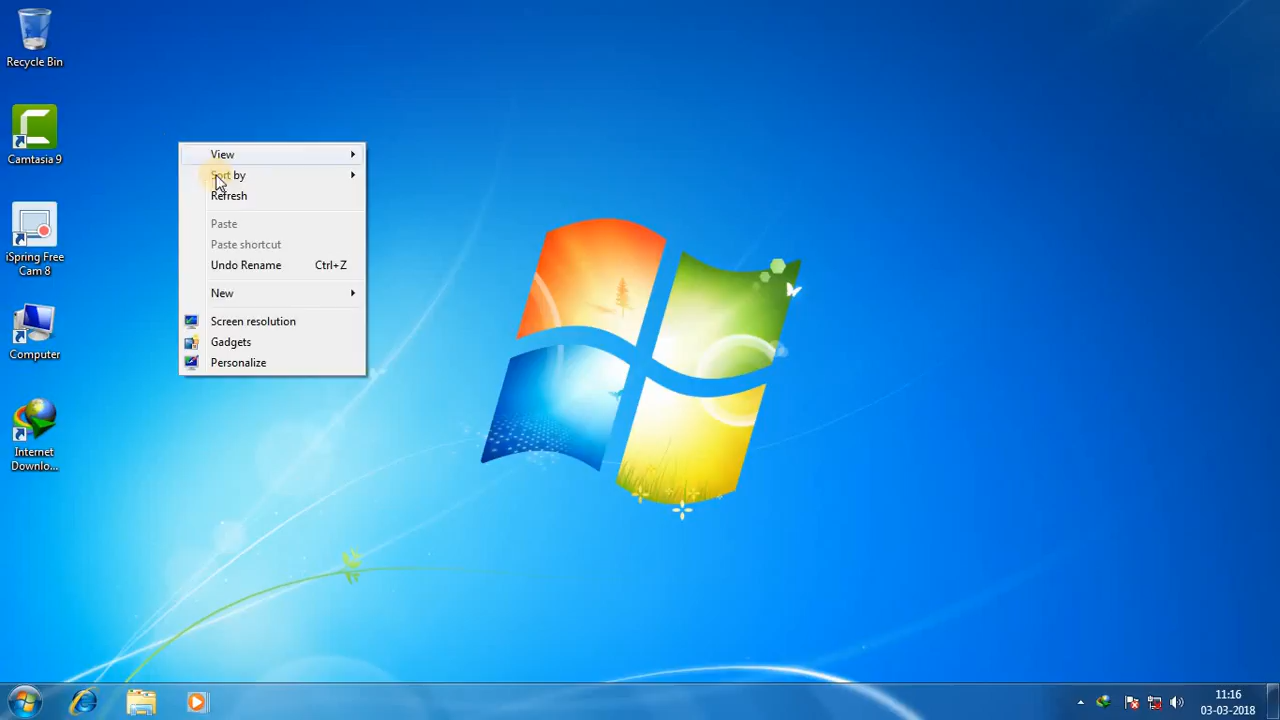 Recycle Bin
Camtasia 9
iSpring Free
Cam 8
Computer
Internet
Downlo...
View
Sort by
Refresh
Paste
Paste shortcut
Undo Rename Ctrl+Z
New
Screen resolution
Gadgets
Personalize
11:16
03-03-2018